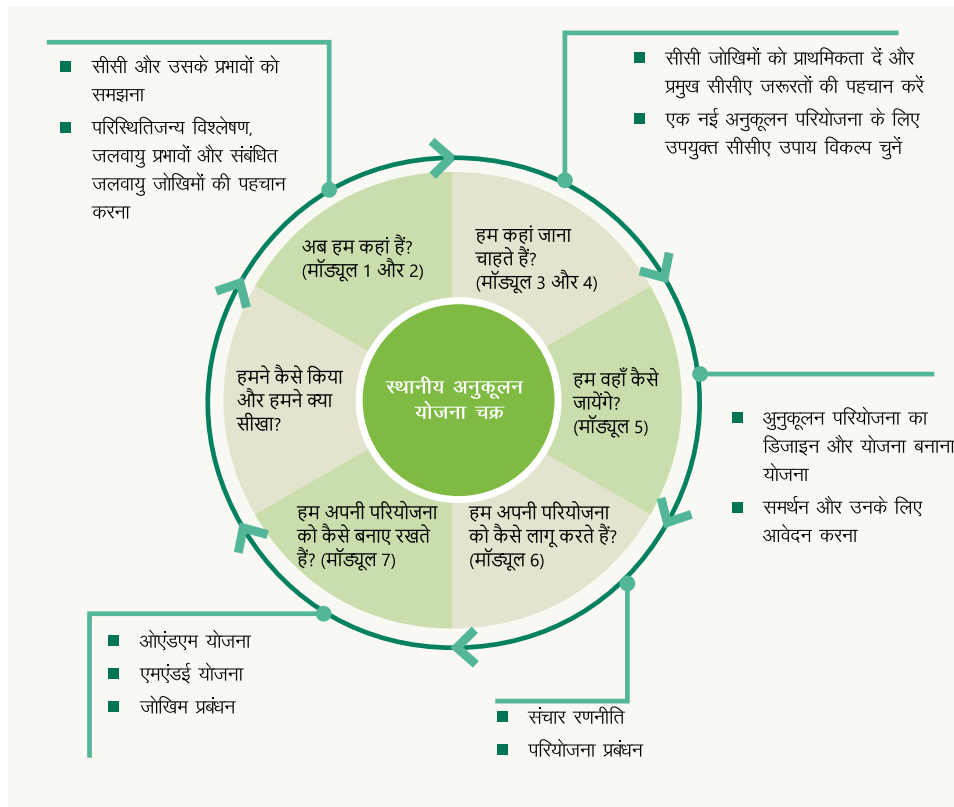 सीसी और उसके प्रभावों को
समझना
परिस्थितिजन्य विश्लेषण,
जलवायु प्रभावों और संबंधित
जलवायु जोखिमों की पहचान
करना
सीसी जोखिमों को प्राथमिकता दें और
प्रमुख सीसीए जरूरतों की पहचान करें
एक नई अनुकूलन परियोजना के लिए
उपयुक्त सीसीए उपाय विकल्प चुनें
अब हम कहां हैं?
(मॉड्यूल 1 और 2)
हम कहां जाना
चाहते हैं?
(मॉड्यूल 3 और 4)
हमने कैसे किया
और हमने क्या
सीखा?
स्थानीय अनुकूलन
योजना चक्र
हम वहाँ कैसे
जायेंगे?
(मॉड्यूल 5)
अुनुकूलन परियोजना का
डिजाइन और योजना बनाना
योजना
समर्थन और उनके लिए
आवेदन करना
हम अपनी परियोजना
को कैसे बनाए रखते
हैं? (मॉड्यूल 7)
हम अपनी परियोजना
को कैसे लागू करते हैं?
(मॉड्यूल 6)
ओएंडएम योजना
एमएंडई योजना
जोखिम प्रबंधन
संचार रणनीति
परियोजना प्रबंधन